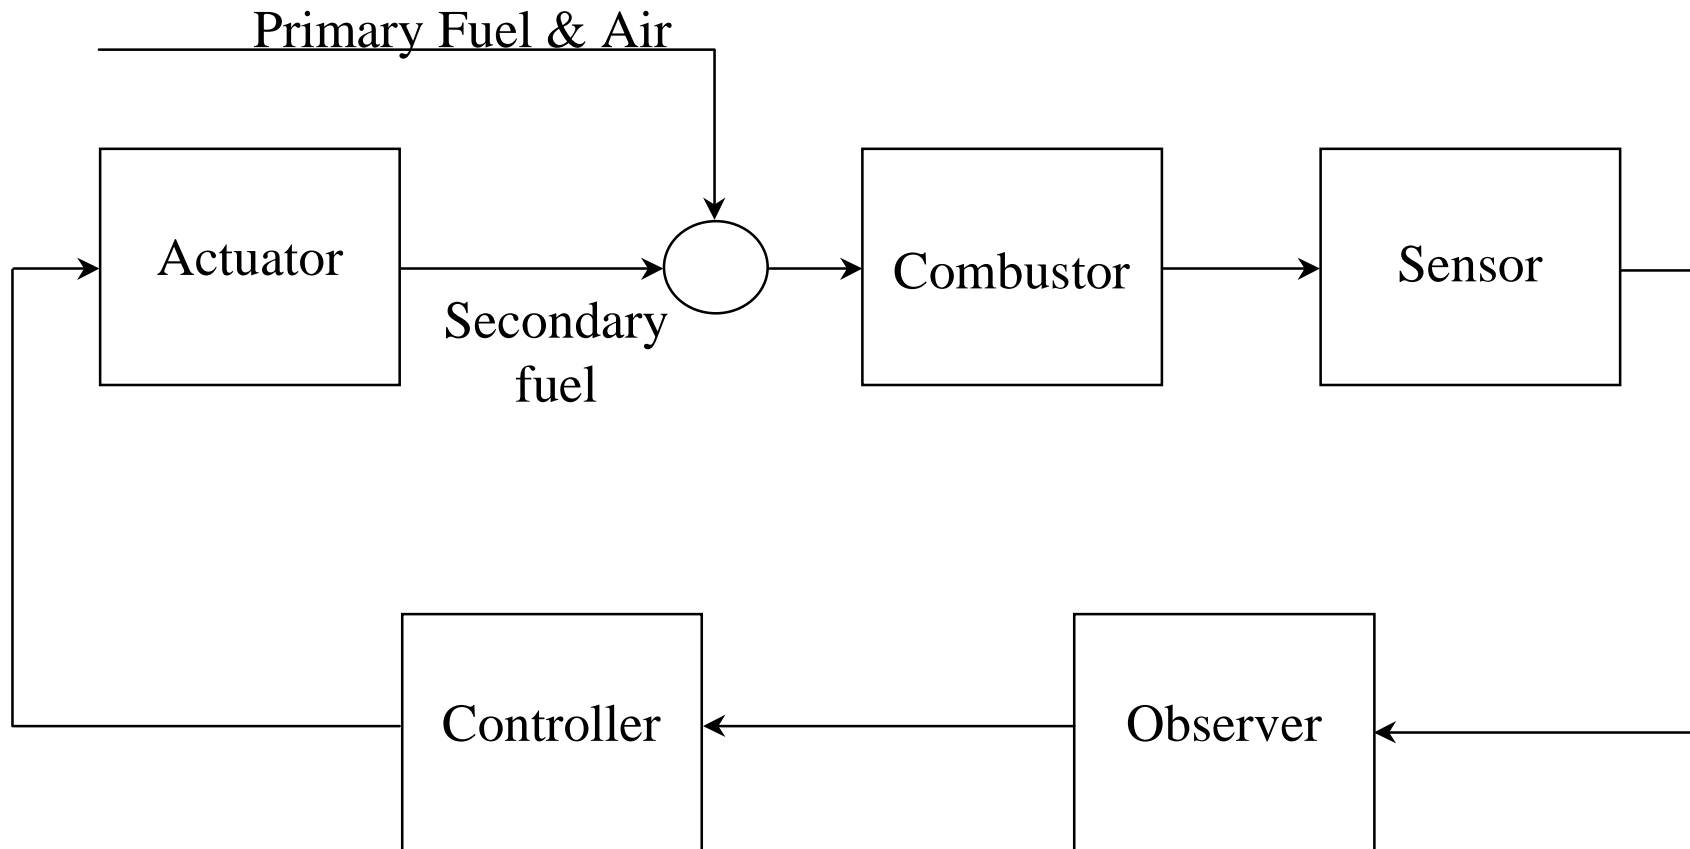 Primary Fuel & Air
Actuator
Secondary
fuel
Combustor
Sensor
Controller
Observer